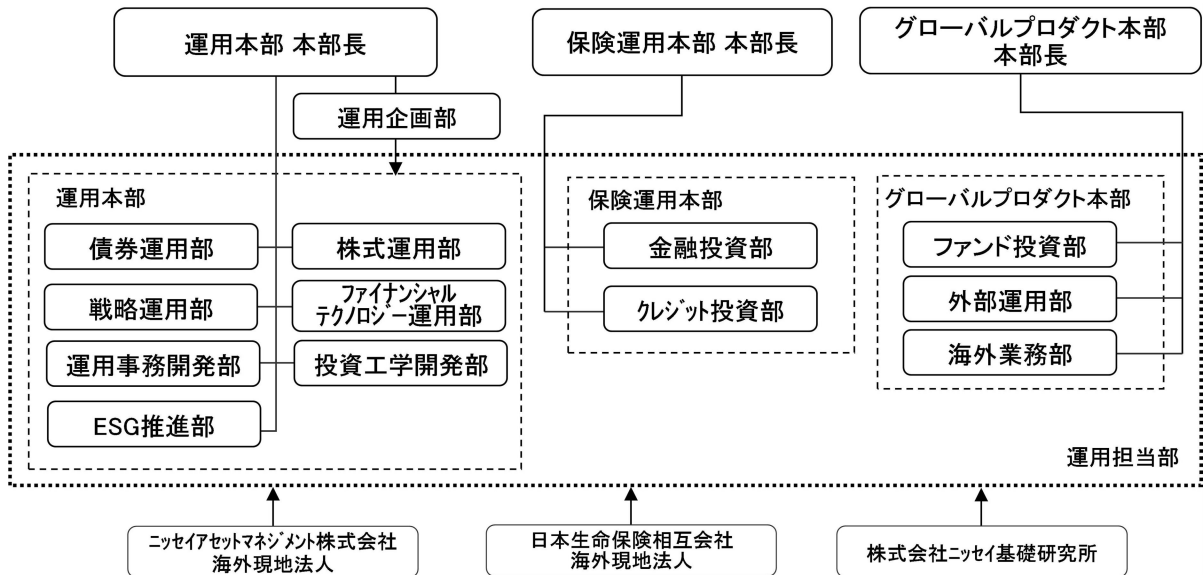 運用本部 本部長
保険運用本部 本部長
グローバルプロダクト本部
本部長
運用企画部
運用本部
債券運用部
株式運用部
戦略運用部
ファイナンシャル
テクノロジー運用部
運用事務開発部
投資工学開発部
ESG推進部
保険運用本部
金融投資部
クレジット投資部
グローバルプロダクト本部
ファンド投資部
外部運用部
海外業務部
運用担当部
ニッセイアセットマネジメント株式会社
海外現地法人
日本生命保険相互会社
海外現地法人
株式会社ニッセイ基礎研究所